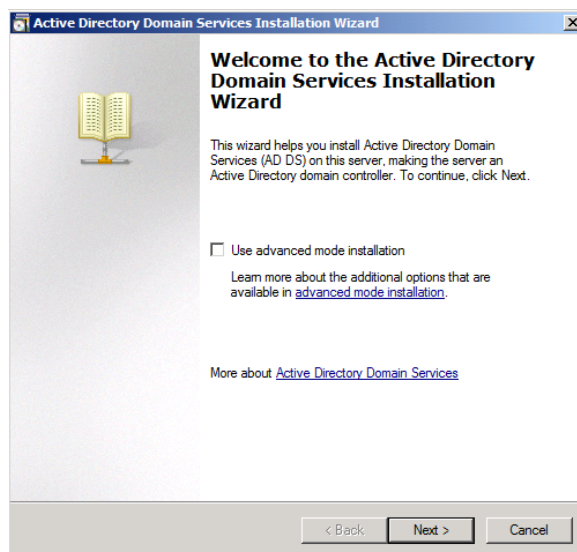 Active Directory Domain Services Installation Wizard
Welcome to the Active Directory
Domain Services Installation
Wizard
This wizard helps you install Active Directory Domain
Services (AD DS) on this server, making the server an
Active Directory domain controller. To continue, click Next.
Use advanced mode installation
Learn more about the additional options that are
available in advanced mode installation.
More about Active Directory Domain Services
< Back
Next >
Cancel